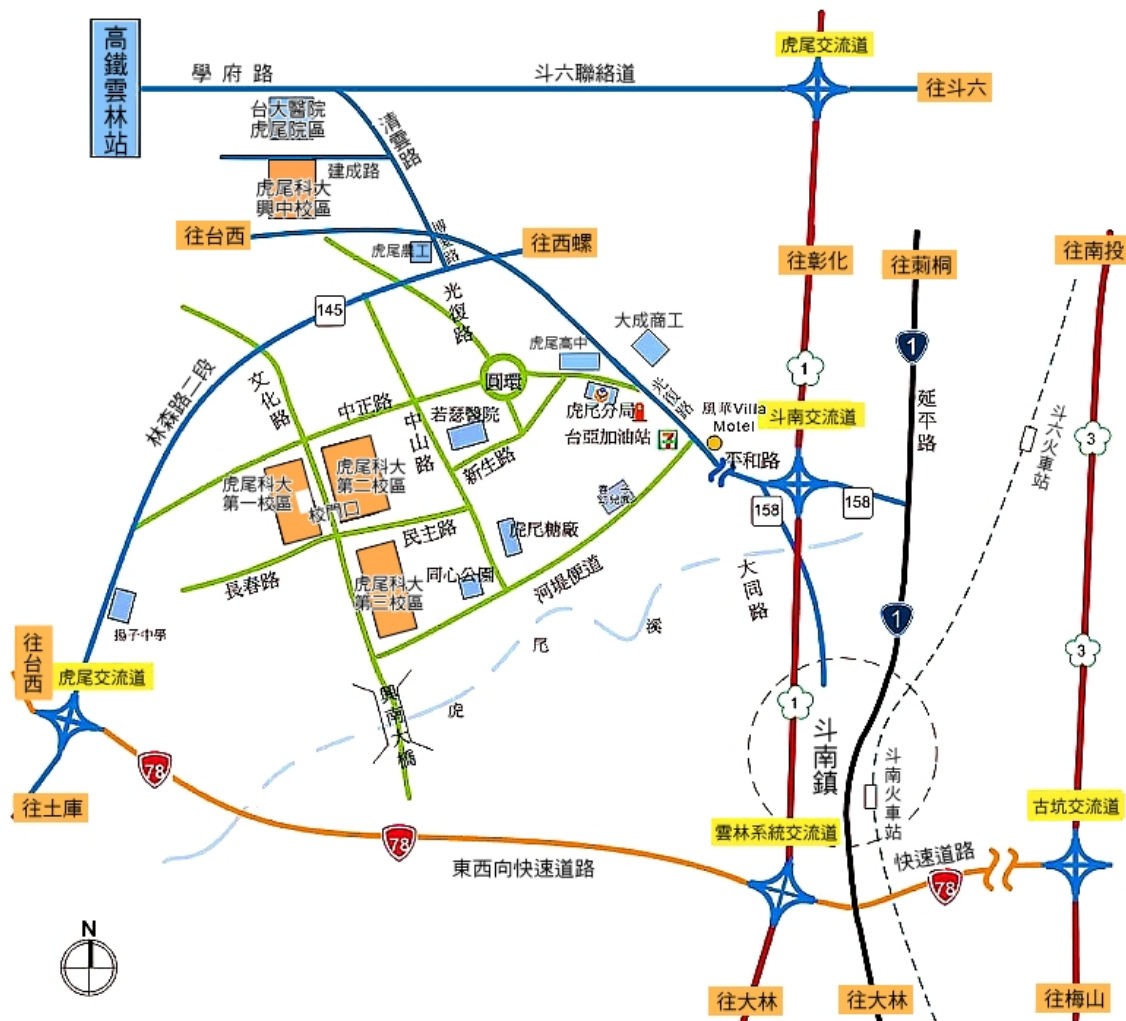 高鐵雲林站
學府路
斗六聯絡道
虎尾交流道
往斗六
台大醫院
虎尾院區
清雲路
建成路
虎尾科大
興中校區
往台西
虎尾農工
往西螺
往彰化
往莿桐
往南投
145
光復路
大成商工
1
1
虎尾高中
圓環
林森路二段
文化路
中正路
中山路
若瑟醫院
虎尾分局
台亞加油站
7
光復路
風華Villa
Motel
斗南交流道
延平路
斗六火車站
3
平和路
新生路
虎尾科大
第一校區
虎尾科大
第二校區
校門口
158
158
民主路
虎尾糖廠
長春路
虎尾科大
第三校區
同心公園
河堤便道
大同路
揚子中學
虎
尾
溪
1
3
往台西
虎尾交流道
興南大橋
1
斗南鎮
斗南火車站
78
往土庫
78
東西向快速道路
雲林系統交流道
快速道路
78
古坑交流道
N
往大林
往大林
往梅山